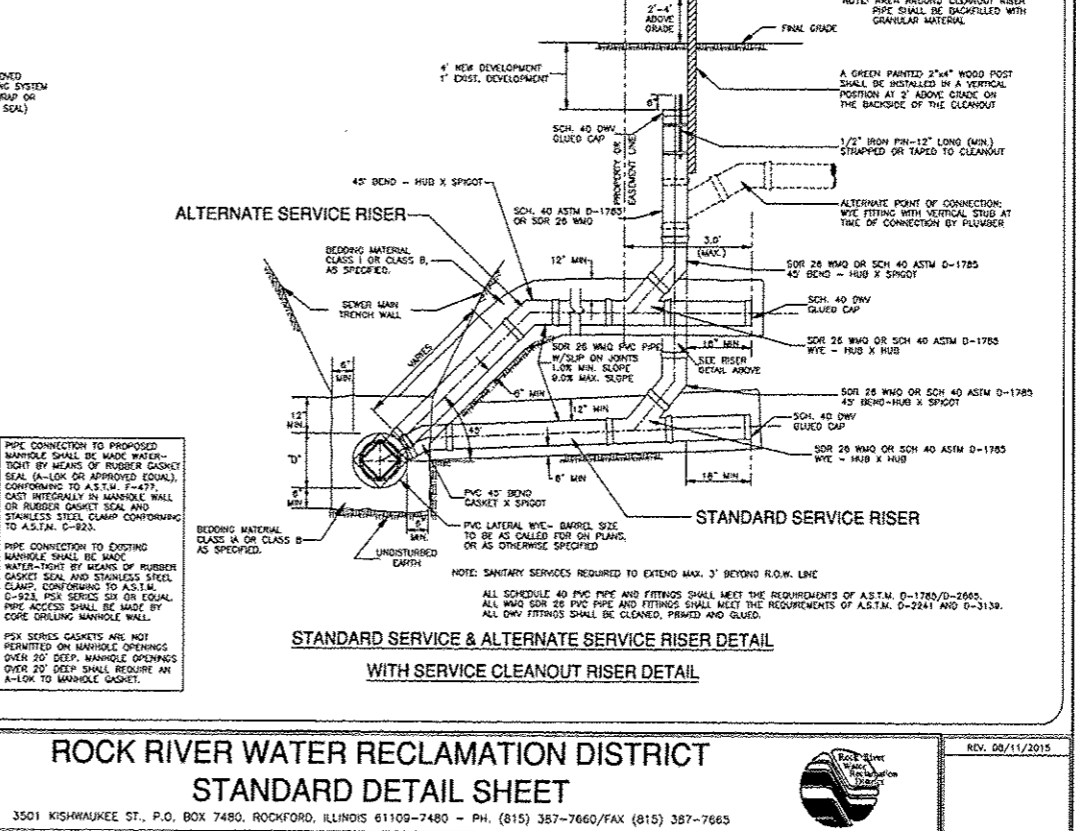 2'-4'
ABOVE
GRADE
PIPE SHALL BE BACKFILLED WITH
GRANULAR MATERIAL
FINAL GRADE
4' NEW DEVELOPMENT
1' EXIST. DEVELOPMENT
6"
A GREEN PAINTED 2"x4" WOOD POST
SHALL BE INSTALLED IN A VERTICAL
POSITION AT 2' ABOVE GRADE ON
THE BACKSIDE OF THE CLEANOUT
NG SYSTEM
RAP OR
SEAL)
SCH. 40 DWV
GLUED CAP
PROPERTY OR
EASEMENT LINE
1/2" IRON PIN-12" LONG (MIN.)
STRAPPED OR TAPED TO CLEANOUT
45° BEND - HUB X SPIGOT
ALTERNATE SERVICE RISER
SCH. 40 ASTM D-1785
OR SDR 26 WMQ
ALTERNATE POINT OF CONNECTION:
WYE FITTING WITH VERTICAL STUB AT
TIME OF CONNECTION BY PLUMBER
3.0'
(MAX.)
BEDDING MATERIAL
CLASS I OR CLASS B,
AS SPECIFIED.
12" MIN
SDR 26 WMQ OR SCH 40 ASTM D-1785
45° BEND - HUB X SPIGOT
SEWER MAIN
TRENCH WALL
SCH. 40 DWV
GLUED CAP
VARIES
SDR 26 WMQ PVC PIPE
W/SLIP ON JOINTS
1.0% MIN. SLOPE
9.0% MAX. SLOPE
18" MIN
SDR 26 WMQ OR SCH 40 ASTM D-1785
WYE - HUB X HUB
SEE RISER
DETAIL ABOVE
6"
MIN
6" MIN
SDR 26 WMQ OR SCH 40 ASTM D-1785
45° BEND-HUB X SPIGOT
12"
MIN
12" MIN
SCH. 40 DWV
GLUED CAP
45°
"D"
SDR 26 WMQ OR SCH 40 ASTM D-1785
WYE - HUB X HUB
6" MIN
18" MIN
6"
MIN
PVC 45° BEND
GASKET X SPIGOT
STANDARD SERVICE RISER
6"
MIN.
PVC LATERAL WYE- BARREL SIZE
TO BE AS CALLED FOR ON PLANS,
OR AS OTHERWISE SPECIFIED
BEDDING MATERIAL
CLASS IA OR CLASS B
AS SPECIFIED.
UNDISTURBED
EARTH
PIPE CONNECTION TO PROPOSED
MANHOLE SHALL BE MADE WATER-
TIGHT BY MEANS OF RUBBER GASKET
SEAL (A-LOK OR APPROVED EQUAL),
CONFORMING TO A.S.T.M. F-477,
CAST INTEGRALLY IN MANHOLE WALL
OR RUBBER GASKET SEAL AND
STAINLESS STEEL CLAMP CONFORMING
TO A.S.T.M. C-923.
PIPE CONNECTION TO EXISTING
MANHOLE SHALL BE MADE
WATER-TIGHT BY MEANS OF RUBBER
GASKET SEAL AND STAINLESS STEEL
CLAMP, CONFORMING TO A.S.T.M.
C-923, PSX SERIES SIX OR EQUAL.
PIPE ACCESS SHALL BE MADE BY
CORE DRILLING MANHOLE WALL.
PSX SERIES GASKETS ARE NOT
PERMITTED ON MANHOLE OPENINGS
OVER 20' DEEP. MANHOLE OPENINGS
OVER 20' DEEP SHALL REQUIRE AN
A-LOK TO MANHOLE GASKET.
NOTE: SANITARY SERVICES REQUIRED TO EXTEND MAX. 3' BEYOND R.O.W. LINE
ALL SCHEDULE 40 PVC PIPE AND FITTINGS SHALL MEET THE REQUIREMENTS OF A.S.T.M. D-1785/D-2665.
ALL WMQ SDR 26 PVC PIPE AND FITTINGS SHALL MEET THE REQUIREMENTS OF A.S.T.M. D-2241 AND D-3139.
ALL DWV FITTINGS SHALL BE CLEANED, PRIMED AND GLUED.
STANDARD SERVICE & ALTERNATE SERVICE RISER DETAIL
WITH SERVICE CLEANOUT RISER DETAIL
ROCK RIVER WATER RECLAMATION DISTRICT
STANDARD DETAIL SHEET
3501 KISHWAUKEE ST., P.O. BOX 7480, ROCKFORD, ILLINOIS 61109-7480 - PH. (815) 387-7660/FAX (815) 387-7665
Rock River
Water
Reclamation
District
REV. 08/11/2015